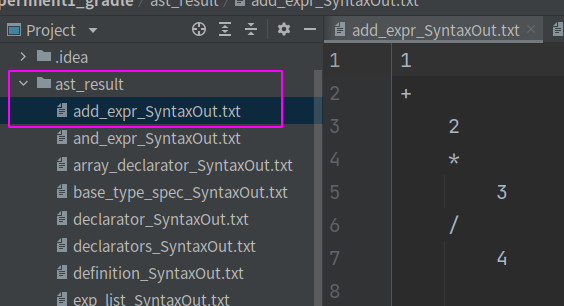 periment1_gradle
ast_result
add_expr_SyntaxOut.txt
Project
add_expr_SyntaxOut.txt
.idea
ast_result
add_expr_SyntaxOut.txt
and_expr_SyntaxOut.txt
array_declarator_SyntaxOut.txt
base_type_spec_SyntaxOut.txt
declarator_SyntaxOut.txt
declarators_SyntaxOut.txt
definition_SyntaxOut.txt
exp_list_SyntaxOut.txt
1 1
2 +
3 2
4 *
5 3
6 /
7 4
8